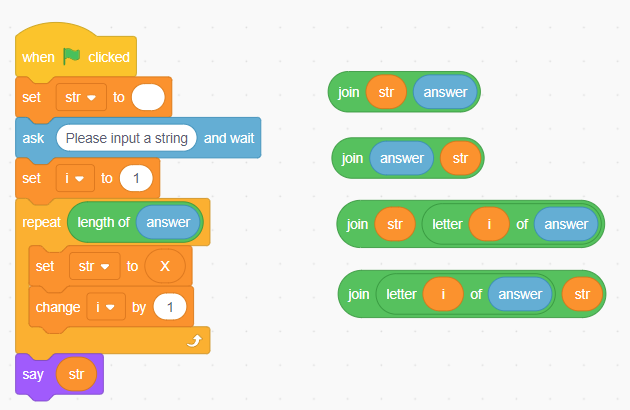 when clicked
set str to
ask Please input a string and wait
set i to 1
repeat length of answer
set str to X
change i by 1
say str
join str answer
join answer str
join str letter i of answer
join letter i of answer str